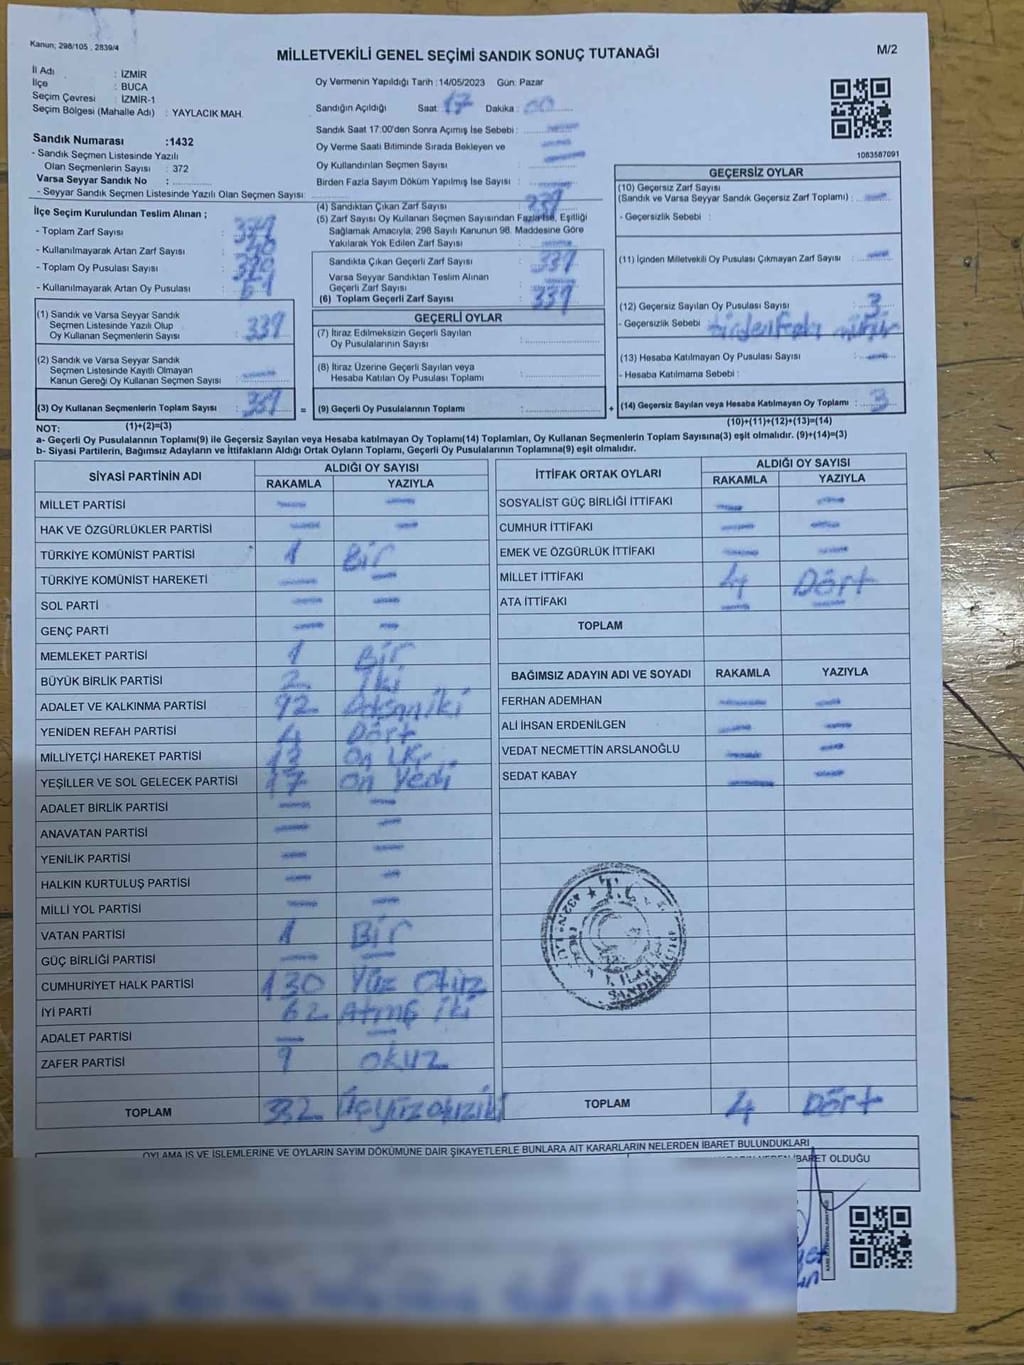 Kanun; 298/105 , 2839/4
MİLLETVEKİLİ GENEL SEÇİMİ SANDIK SONUÇ TUTANAĞI
M/2
İl Adı : İZMİR
İlçe : BUCA
Seçim Çevresi : İZMİR-1
Seçim Bölgesi (Mahalle Adı) : YAYLACIK MAH.
Oy Vermenin Yapıldığı Tarih : 14/05/2023 Gün: Pazar
Sandığın Açıldığı Saat: 17 Dakika : 00
Sandık Saat 17.00'den Sonra Açımış İse Sebebi :
Oy Verme Saati Bitiminde Sırada Bekleyen ve
Oy Kullandırılan Seçmen Sayısı :
Birden Fazla Sayım Döküm Yapılmış İse Sayısı :
1083587091
Sandık Numarası :1432
- Sandık Seçmen Listesinde Yazılı
Olan Seçmenlerin Sayısı : 372
Varsa Seyyar Sandık No :
- Seyyar Sandık Seçmen Listesinde Yazılı Olan Seçmen Sayısı:
İlçe Seçim Kurulundan Teslim Alınan ;
- Toplam Zarf Sayısı :
- Kullanılmayarak Artan Zarf Sayısı :
- Toplam Oy Pusulası Sayısı :
- Kullanılmayarak Artan Oy Pusulası :
(1) Sandık ve Varsa Seyyar Sandık
Seçmen Listesinde Yazılı Olup
Oy Kullanan Seçmenlerin Sayısı : 339
(2) Sandık ve Varsa Seyyar Sandık
Seçmen Listesinde Kayıtlı Olmayan
Kanun Gereği Oy Kullanan Seçmen Sayısı :
(3) Oy Kullanan Seçmenlerin Toplam Sayısı : 339
(1)+(2)=(3)
(4) Sandıktan Çıkan Zarf Sayısı : 339
(5) Zarf Sayısı Oy Kullanan Seçmen Sayısından Fazla İse, Eşitliği
Sağlamak Amacıyla; 298 Sayılı Kanunun 98. Maddesine Göre
Yakılarak Yok Edilen Zarf Sayısı :
Sandıkta Çıkan Geçerli Zarf Sayısı : 339
Varsa Seyyar Sandıktan Teslim Alınan
Geçerli Zarf Sayısı :
(6) Toplam Geçerli Zarf Sayısı : 339
GEÇERLİ OYLAR
(7) İtiraz Edilmeksizin Geçerli Sayılan
Oy Pusulalarının Sayısı :
(8) İtiraz Üzerine Geçerli Sayılan veya
Hesaba Katılan Oy Pusulası Toplamı :
= (9) Geçerli Oy Pusulalarının Toplamı : +
GEÇERSİZ OYLAR
(10) Geçersiz Zarf Sayısı
(Sandık ve Varsa Seyyar Sandık Geçersiz Zarf Toplamı) :
- Geçersizlik Sebebi :
(11) İçinden Milletvekili Oy Pusulası Çıkmayan Zarf Sayısı :
(12) Geçersiz Sayılan Oy Pusulası Sayısı : 3
- Geçersizlik Sebebi : birden fazla mühür
(13) Hesaba Katılmayan Oy Pusulası Sayısı :
- Hesaba Katılmama Sebebi :
(14) Geçersiz Sayılan veya Hesaba Katılmayan Oy Toplamı : 3
(10)+(11)+(12)+(13)=(14)
NOT:
a- Geçerli Oy Pusulalarının Toplamı(9) ile Geçersiz Sayılan veya Hesaba katılmayan Oy Toplamı(14) Toplamları, Oy Kullanan Seçmenlerin Toplam Sayısına(3) eşit olmalıdır. (9)+(14)=(3)
b- Siyasi Partilerin, Bağımsız Adayların ve İttifakların Aldığı Oyların Toplamı, Geçerli Oy Pusulalarının Toplamına(9) eşit olmalıdır.
SİYASİ PARTİNİN ADI ALDIĞI OY SAYISI
RAKAMLA YAZIYLA
MİLLET PARTİSİ
HAK VE ÖZGÜRLÜKLER PARTİSİ
TÜRKİYE KOMÜNİST PARTİSİ 1 Bir
TÜRKİYE KOMÜNİST HAREKETİ
SOL PARTİ
GENÇ PARTİ
MEMLEKET PARTİSİ 1 Bir
BÜYÜK BİRLİK PARTİSİ 2 İki
ADALET VE KALKINMA PARTİSİ 92
YENİDEN REFAH PARTİSİ 4 Dört
MİLLİYETÇİ HAREKET PARTİSİ
YEŞİLLER VE SOL GELECEK PARTİSİ 17 On Yedi
ADALET BİRLİK PARTİSİ
ANAVATAN PARTİSİ
YENİLİK PARTİSİ
HALKIN KURTULUŞ PARTİSİ
MİLLİ YOL PARTİSİ
VATAN PARTİSİ 1 Bir
GÜÇ BİRLİĞİ PARTİSİ
CUMHURİYET HALK PARTİSİ 130 Yüz Otuz
İYİ PARTİ 62 Atmış iki
ADALET PARTİSİ
ZAFER PARTİSİ 9 Okuz
TOPLAM 332 Üçyüzotuziki
İTTİFAK ORTAK OYLARI ALDIĞI OY SAYISI
RAKAMLA YAZIYLA
SOSYALİST GÜÇ BİRLİĞİ İTTİFAKI
CUMHUR İTTİFAKI
EMEK VE ÖZGÜRLÜK İTTİFAKI
MİLLET İTTİFAKI 4 Dört
ATA İTTİFAKI
TOPLAM
BAĞIMSIZ ADAYIN ADI VE SOYADI RAKAMLA YAZIYLA
FERHAN ADEMHAN
ALİ İHSAN ERDENİLGEN
VEDAT NECMETTİN ARSLANOĞLU
SEDAT KABAY
T.C.
TOPLAM 4 Dört
OYLAMA İŞ VE İŞLEMLERİNE VE OYLARIN SAYIM DÖKÜMÜNE DAİR ŞİKAYETLERLE BUNLARA AİT KARARLARIN NELERDEN İBARET BULUNDUKLARI
İBARET OLDUĞU